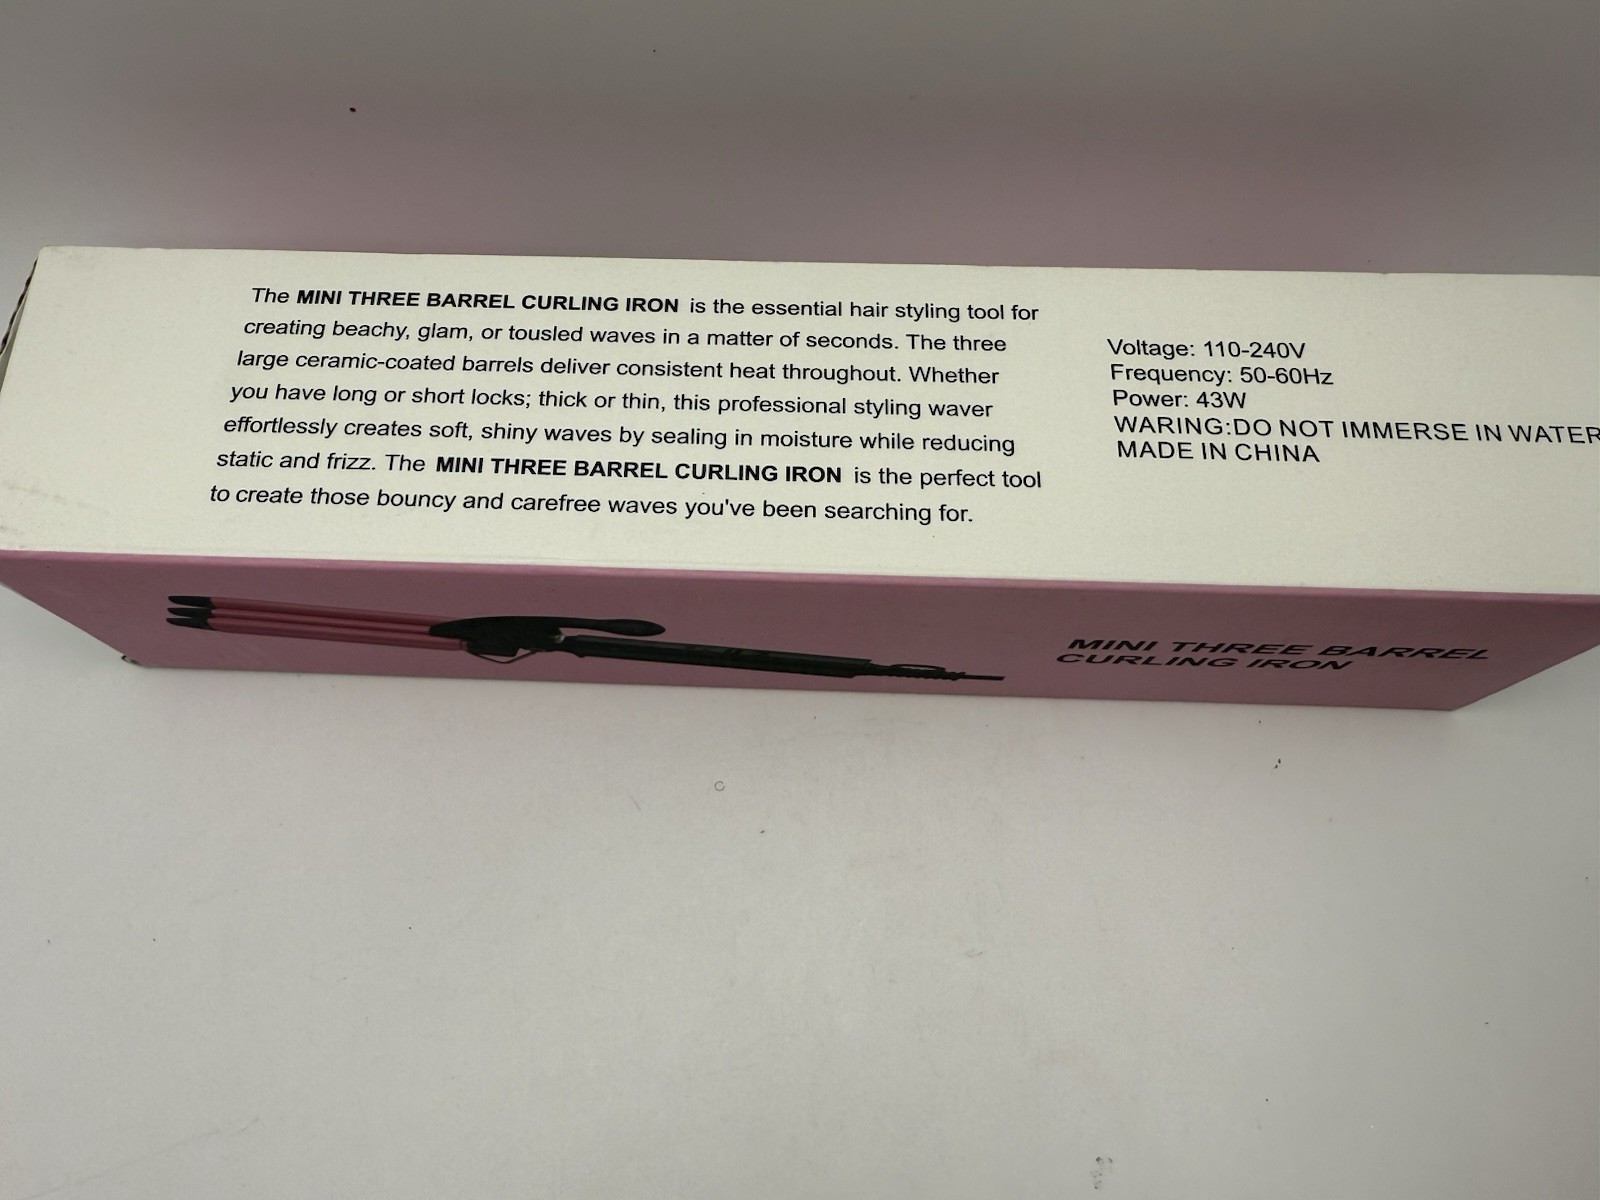 The MINI THREE BARREL CURLING IRON is the essential hair styling tool for
creating beachy, glam, or tousled waves in a matter of seconds. The three
large ceramic-coated barrels deliver consistent heat throughout. Whether
you have long or short locks; thick or thin, this professional styling waver
effortlessly creates soft, shiny waves by sealing in moisture while reducing
static and frizz. The MINI THREE BARREL CURLING IRON is the perfect tool
to create those bouncy and carefree waves you've been searching for.
Voltage: 110-240V
Frequency: 50-60Hz
Power: 43W
WARING:DO NOT IMMERSE IN WATER
MADE IN CHINA
MINI THREE BARREL
CURLING IRON